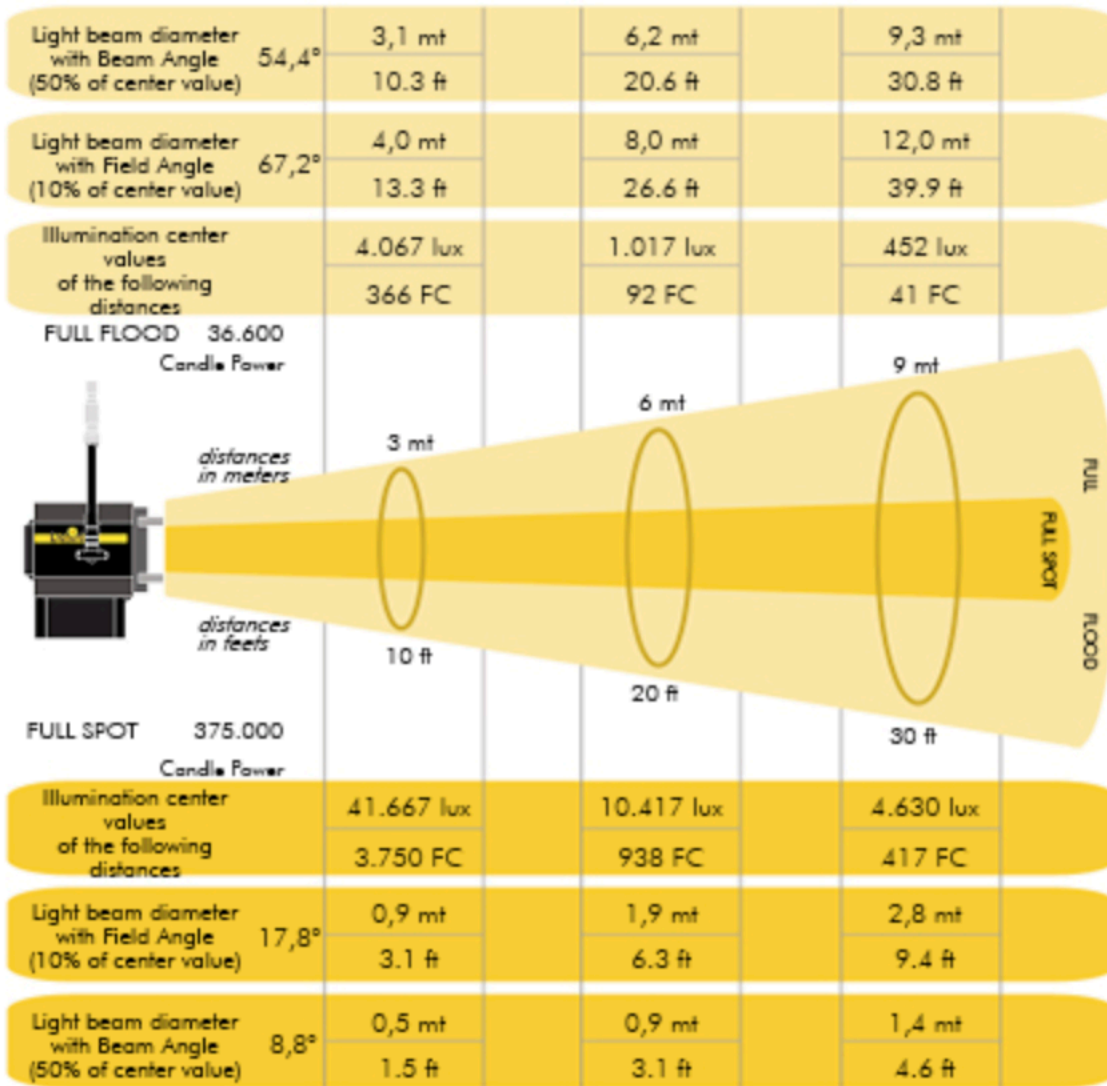 Light beam diameter
with Beam Angle 54,4°
(50% of center value)
3,1 mt 6,2 mt 9,3 mt
10.3 ft 20.6 ft 30.8 ft
Light beam diameter
with Field Angle 67,2°
(10% of center value)
4,0 mt 8,0 mt 12,0 mt
13.3 ft 26.6 ft 39.9 ft
Illumination center
values
of the following
distances
4.067 lux 1.017 lux 452 lux
366 FC 92 FC 41 FC
FULL FLOOD 36.600
Candle Power
9 mt
6 mt
3 mt
distances
in meters
FULL
FULL SPOT
FLOOD
distances
in feets
10 ft
20 ft
30 ft
FULL SPOT 375.000
Candle Power
Illumination center
values
of the following
distances
41.667 lux 10.417 lux 4.630 lux
3.750 FC 938 FC 417 FC
Light beam diameter
with Field Angle 17,8°
(10% of center value)
0,9 mt 1,9 mt 2,8 mt
3.1 ft 6.3 ft 9.4 ft
Light beam diameter
with Beam Angle 8,8°
(50% of center value)
0,5 mt 0,9 mt 1,4 mt
1.5 ft 3.1 ft 4.6 ft